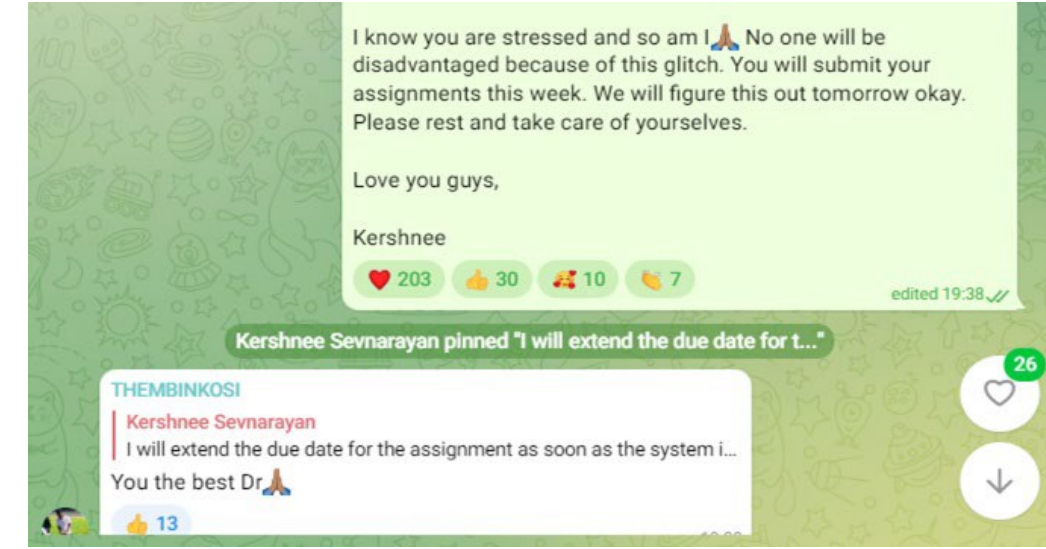 I know you are stressed and so am I🙏🏽 No one will be
disadvantaged because of this glitch. You will submit your
assignments this week. We will figure this out tomorrow okay.
Please rest and take care of yourselves.
Love you guys,
Kershnee
❤️ 203 👍 30 🥰 10 👏 7
edited 19:38
Kershnee Sevnarayan pinned "I will extend the due date for t..."
26
THEMBINKOSI
Kershnee Sevnarayan
I will extend the due date for the assignment as soon as the system i...
You the best Dr🙏🏽
👍 13